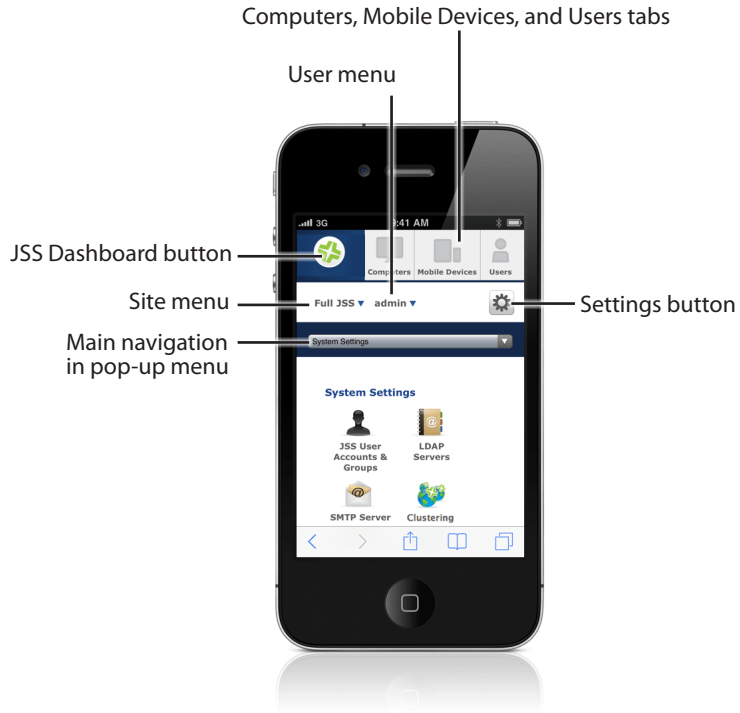 Computers, Mobile Devices, and Users tabs
User menu
3G 9:41 AM
JSS Dashboard button
Computers Mobile Devices Users
Site menu
Full JSS admin
Settings button
Main navigation
in pop-up menu
System Settings
System Settings
JSS User
Accounts &
Groups
LDAP
Servers
SMTP Server
Clustering